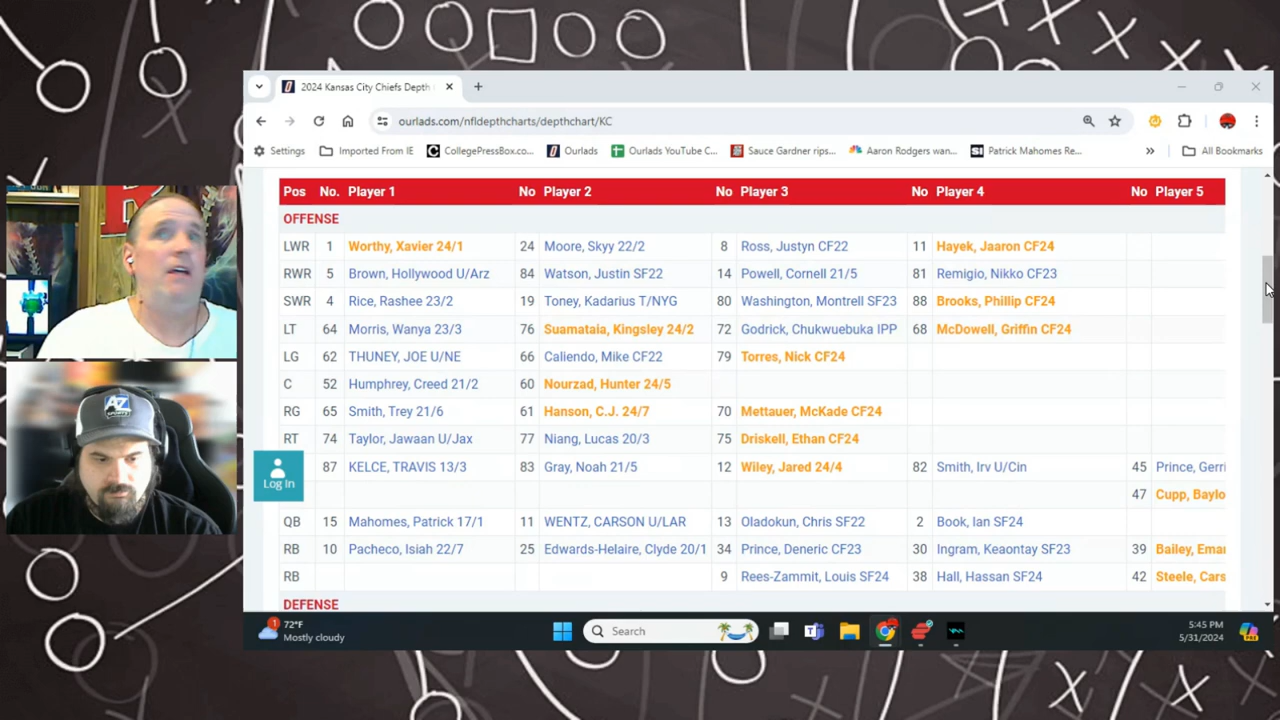 2024 Kansas City Chiefs Depth
ourlads.com/nfldepthcharts/depthchart/KC
Settings Imported From IE CollegePressBox.co... Ourlads Ourlads YouTube C... Sauce Gardner rips... Aaron Rodgers wan... Patrick Mahomes Re... » All Bookmarks
Pos No. Player 1 No Player 2 No Player 3 No Player 4 No Player 5
OFFENSE
LWR 1 Worthy, Xavier 24/1 24 Moore, Skyy 22/2 8 Ross, Justyn CF22 11 Hayek, Jaaron CF24
RWR 5 Brown, Hollywood U/Arz 84 Watson, Justin SF22 14 Powell, Cornell 21/5 81 Remigio, Nikko CF23
SWR 4 Rice, Rashee 23/2 19 Toney, Kadarius T/NYG 80 Washington, Montrell SF23 88 Brooks, Phillip CF24
LT 64 Morris, Wanya 23/3 76 Suamataia, Kingsley 24/2 72 Godrick, Chukwuebuka IPP 68 McDowell, Griffin CF24
LG 62 THUNEY, JOE U/NE 66 Caliendo, Mike CF22 79 Torres, Nick CF24
C 52 Humphrey, Creed 21/2 60 Nourzad, Hunter 24/5
RG 65 Smith, Trey 21/6 61 Hanson, C.J. 24/7 70 Mettauer, McKade CF24
RT 74 Taylor, Jawaan U/Jax 77 Niang, Lucas 20/3 75 Driskell, Ethan CF24
87 KELCE, TRAVIS 13/3 83 Gray, Noah 21/5 12 Wiley, Jared 24/4 82 Smith, Irv U/Cin 45 Prince, Gerri
Log In
47 Cupp, Baylo
QB 15 Mahomes, Patrick 17/1 11 WENTZ, CARSON U/LAR 13 Oladokun, Chris SF22 2 Book, Ian SF24
RB 10 Pacheco, Isiah 22/7 25 Edwards-Helaire, Clyde 20/1 34 Prince, Deneric CF23 30 Ingram, Keaontay SF23 39 Bailey, Emar
RB 9 Rees-Zammit, Louis SF24 38 Hall, Hassan SF24 42 Steele, Cars
DEFENSE
1 72°F
Mostly cloudy
Search
5:45 PM
5/31/2024
AZ
SPORTS